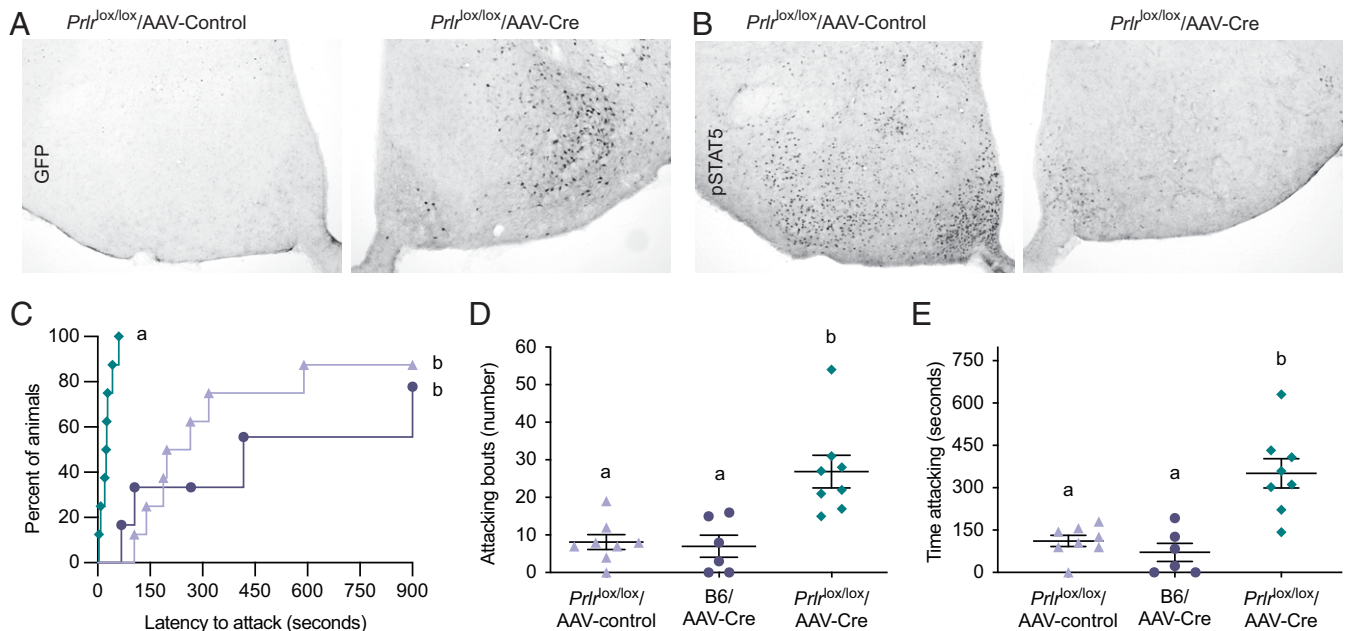 A
Prlr lox/lox/AAV-Control
Prlr lox/lox/AAV-Cre
GFP
B
Prlr lox/lox/AAV-Control
Prlr lox/lox/AAV-Cre
pSTAT5
C
Percent of animals
100
80
60
40
20
0
a
b
b
0 150 300 450 600 750 900
Latency to attack (seconds)
D
Attacking bouts (number)
60
50
40
30
20
10
0
a
a
b
Prlr lox/lox/
AAV-control
B6/
AAV-Cre
Prlr lox/lox/
AAV-Cre
E
Time attacking (seconds)
750
600
450
300
150
0
a
a
b
Prlr lox/lox/
AAV-control
B6/
AAV-Cre
Prlr lox/lox/
AAV-Cre